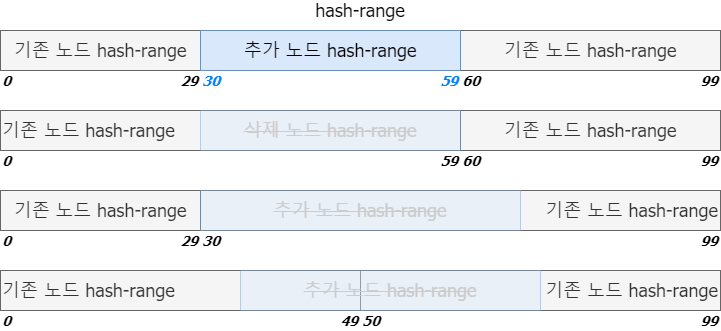 hash-range
기존 노드 hash-range 추가 노드 hash-range 기존 노드 hash-range
0 29 30 59 60 99
기존 노드 hash-range 삭제 노드 hash-range 기존 노드 hash-range
0 59 60 99
기존 노드 hash-range 추가 노드 hash-range 기존 노드 hash-range
0 29 30 99
기존 노드 hash-range 추가 노드 hash-range 기존 노드 hash-range
0 49 50 99